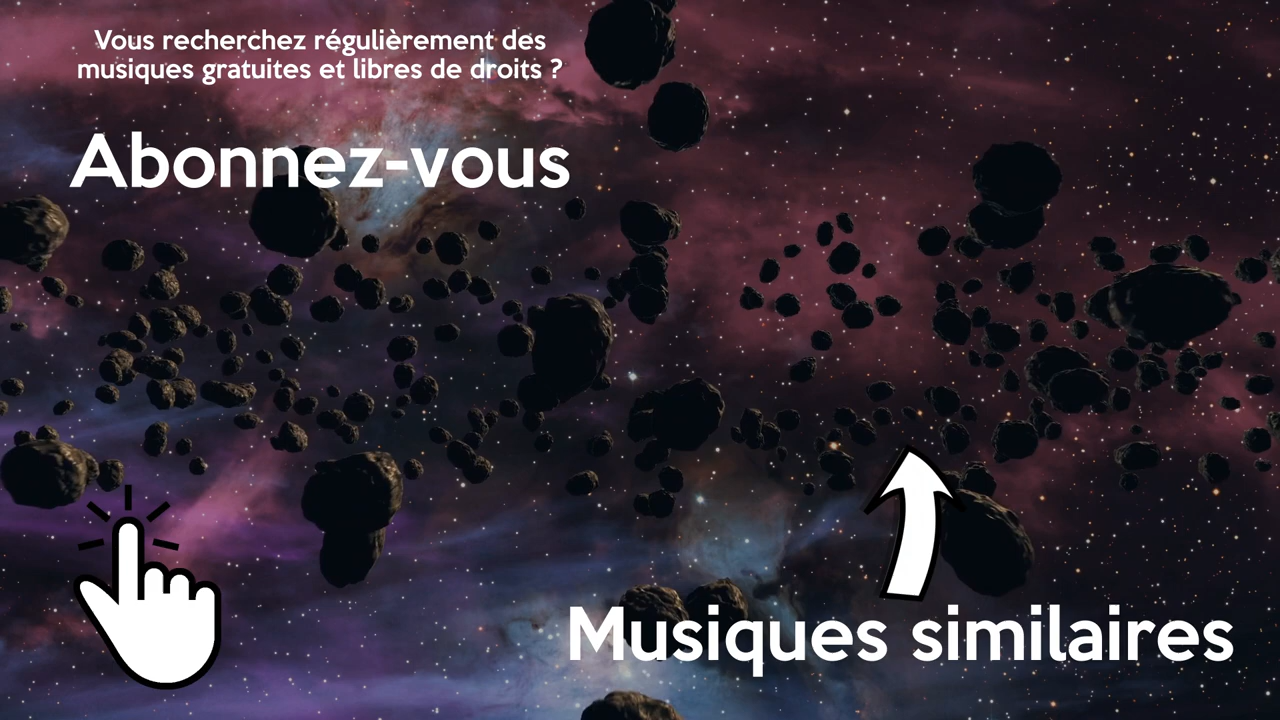 Vous recherchez régulièrement des
musiques gratuites et libres de droits ?
Abonnez-vous
Musiques similaires